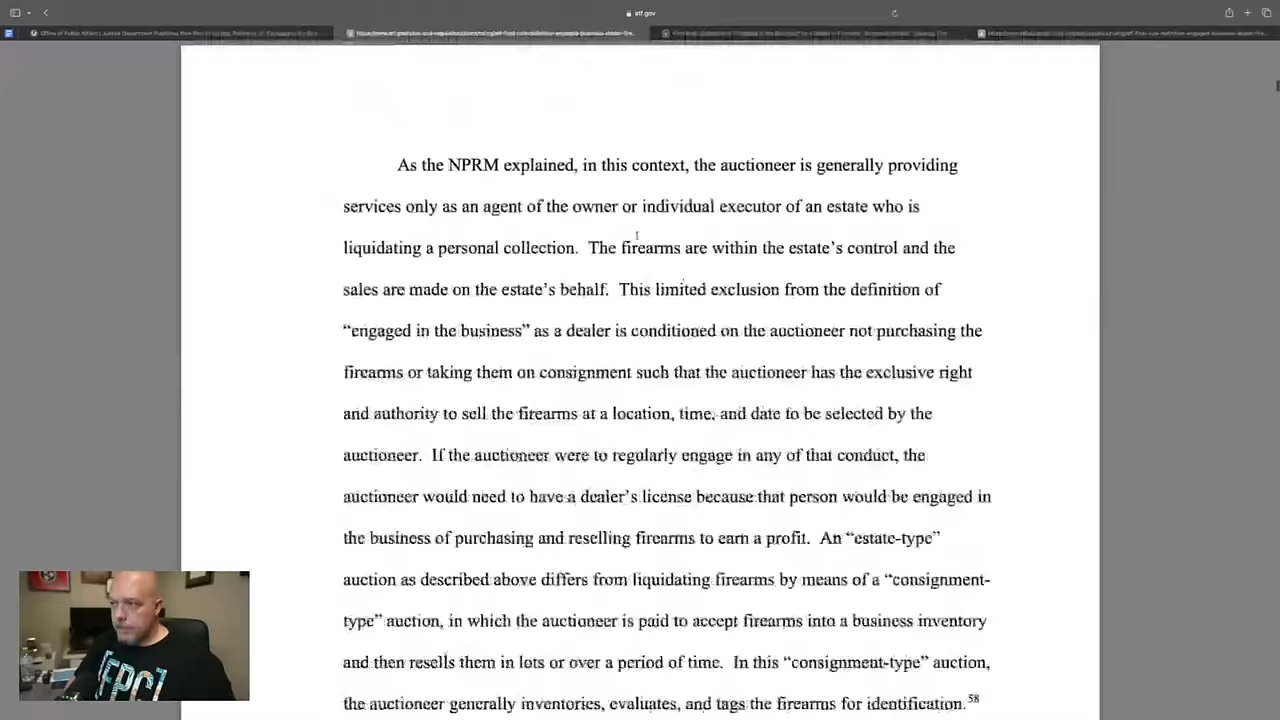 atf.gov
As the NPRM explained, in this context, the auctioneer is generally providing
services only as an agent of the owner or individual executor of an estate who is
liquidating a personal collection. The firearms are within the estate’s control and the
sales are made on the estate’s behalf. This limited exclusion from the definition of
“engaged in the business” as a dealer is conditioned on the auctioneer not purchasing the
firearms or taking them on consignment such that the auctioneer has the exclusive right
and authority to sell the firearms at a location, time, and date to be selected by the
auctioneer. If the auctioneer were to regularly engage in any of that conduct, the
auctioneer would need to have a dealer’s license because that person would be engaged in
the business of purchasing and reselling firearms to earn a profit. An “estate-type”
auction as described above differs from liquidating firearms by means of a “consignment-
type” auction, in which the auctioneer is paid to accept firearms into a business inventory
and then resells them in lots or over a period of time. In this “consignment-type” auction,
the auctioneer generally inventories, evaluates, and tags the firearms for identification.58
[FPC]